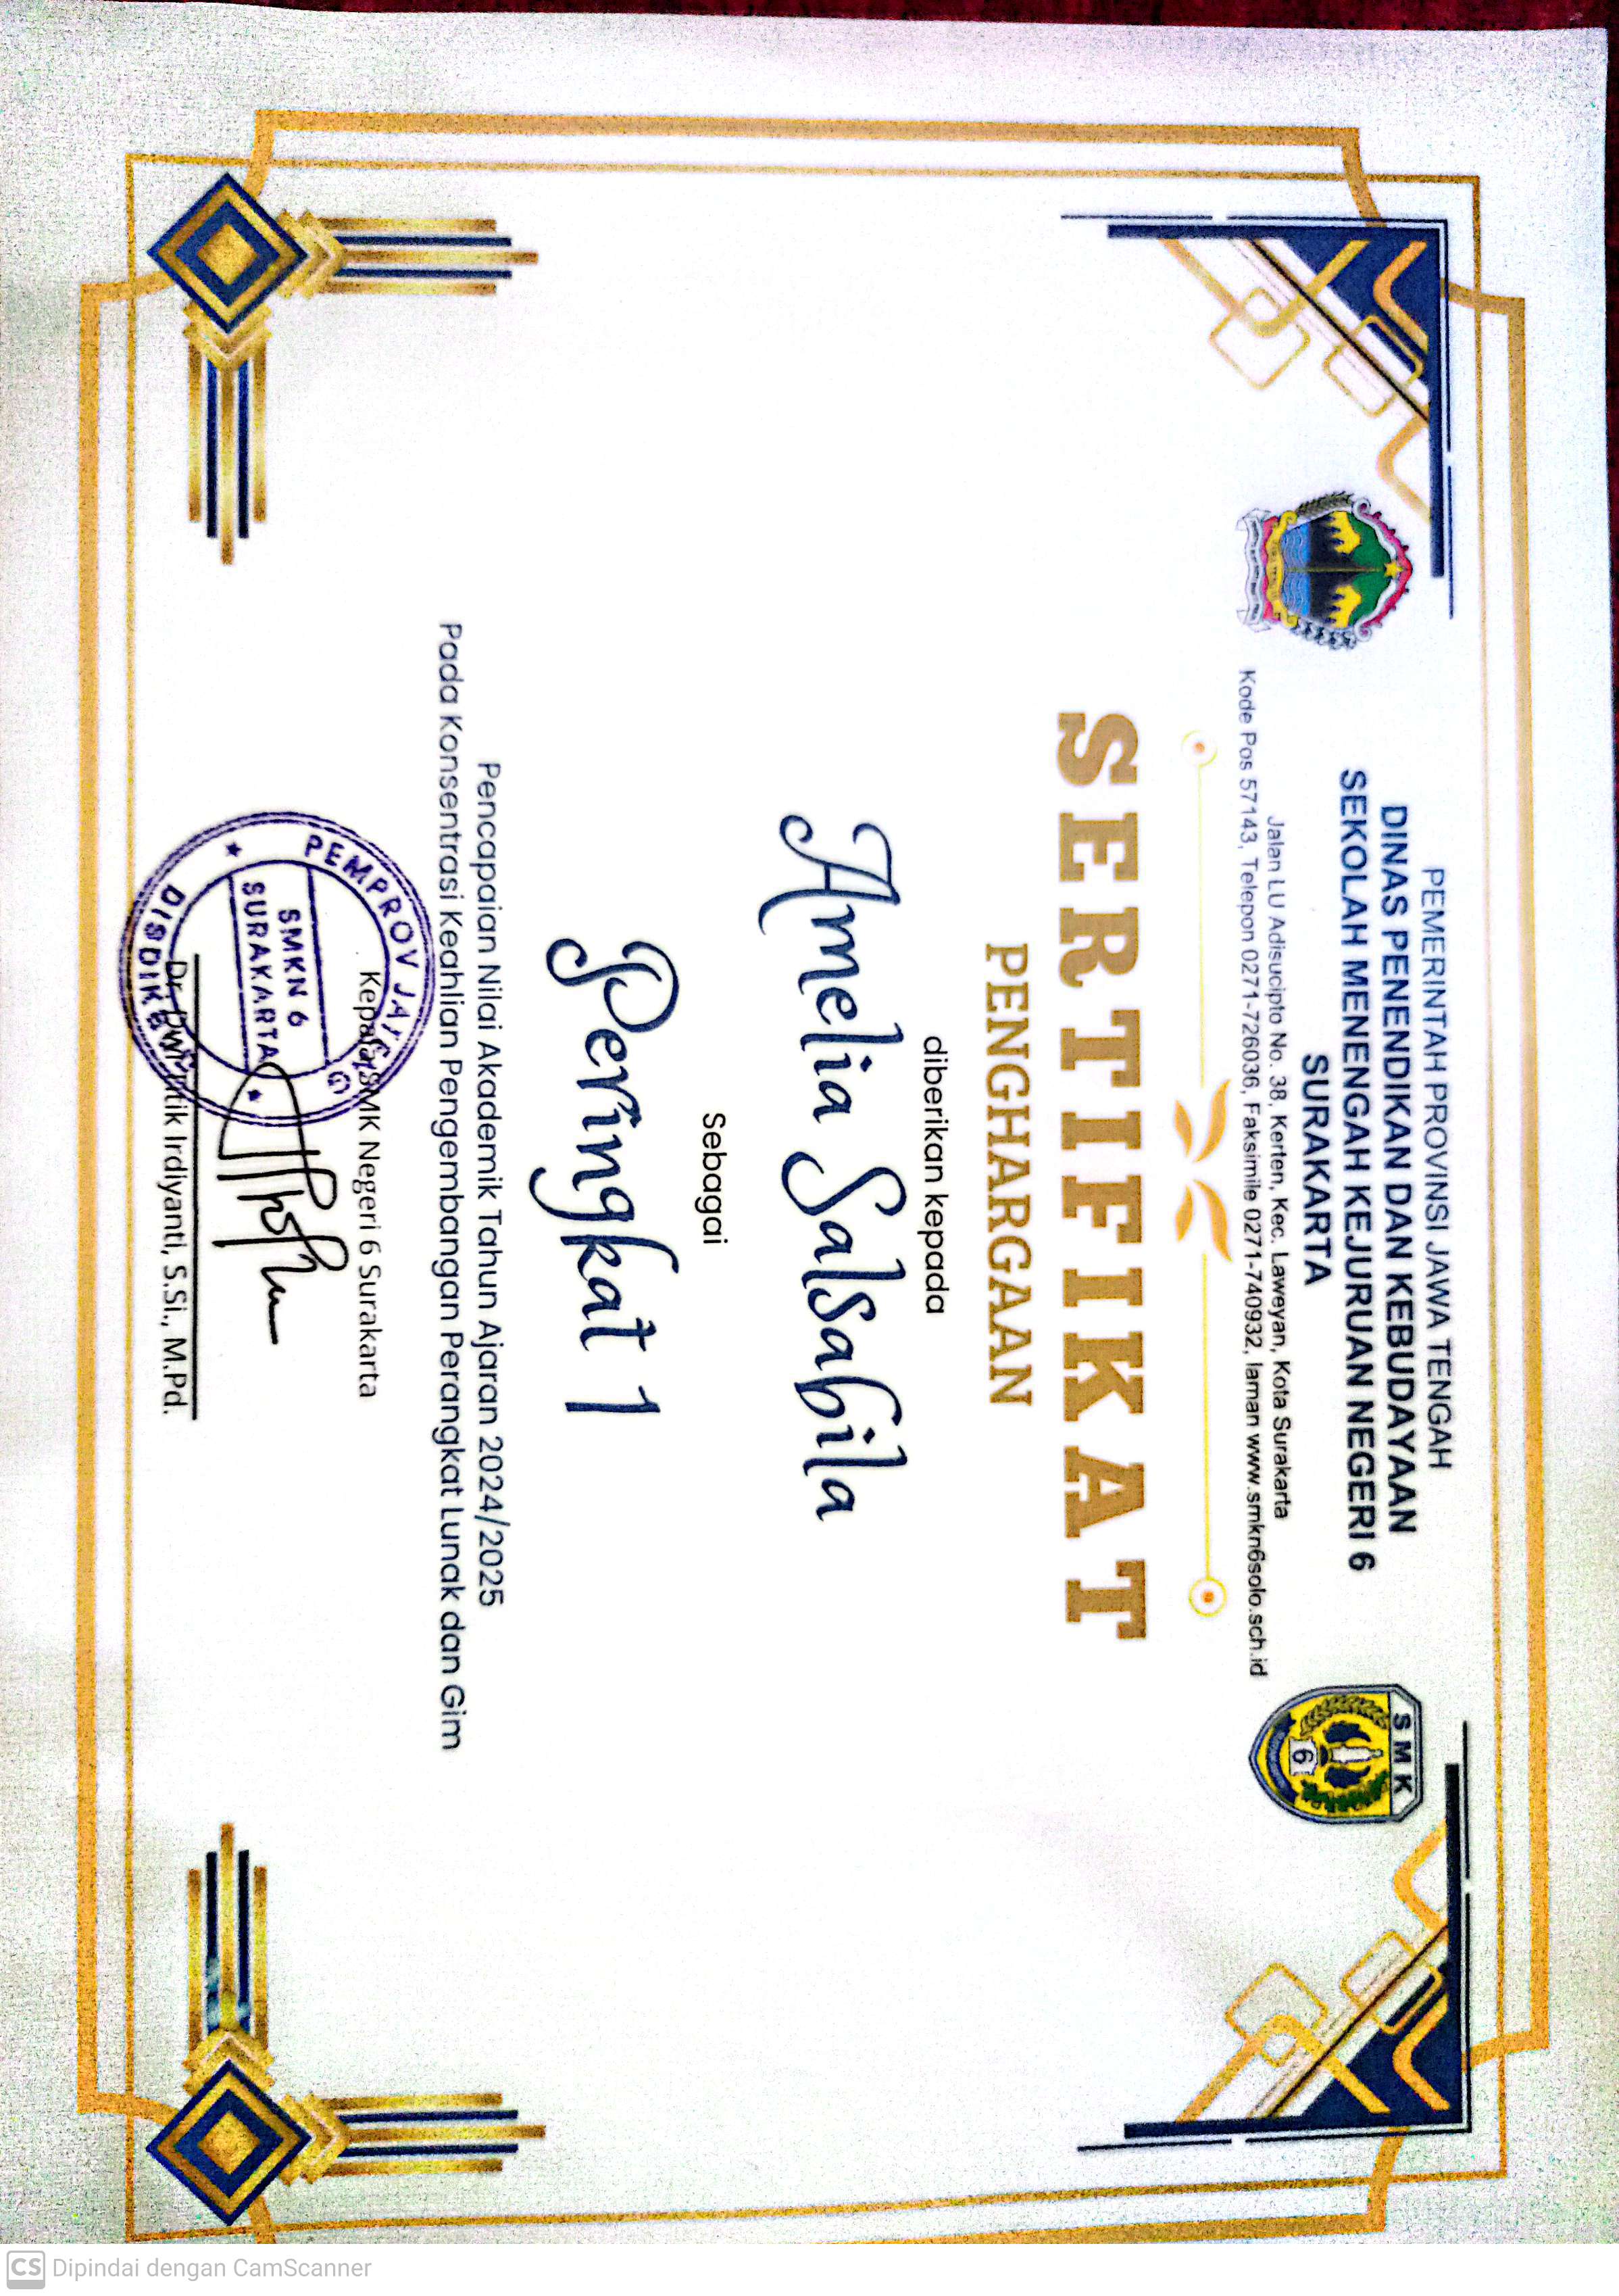 PEMERINTAH PROVINSI JAWA TENGAH
DINAS PENENDIKAN DAN KEBUDAYAAN
SEKOLAH MENENGAH KEJURUAN NEGERI 6
SURAKARTA
Jalan LU Adisucipto No. 38, Kerten, Kec. Laweyan, Kota Surakarta
Kode Pos 57143, Telepon 0271-726036, Faksimile 0271-740932, laman www.smkn6solo.sch.id
SMK
6
SERTIFIKAT
PENGHARGAAN
diberikan kepada
Amelia Salsabila
Sebagai
Peringkat 1
Pencapaian Nilai Akademik Tahun Ajaran 2024/2025
Pada Konsentrasi Keahlian Pengembangan Perangkat Lunak dan Gim
Kepala SMK Negeri 6 Surakarta
PEMPROV JATENG
SMKN 6
SURAKARTA
DISDIKBUD
Dr. Dwi Titik Irdiyanti, S.Si., M.Pd.
CS Dipindai dengan CamScanner